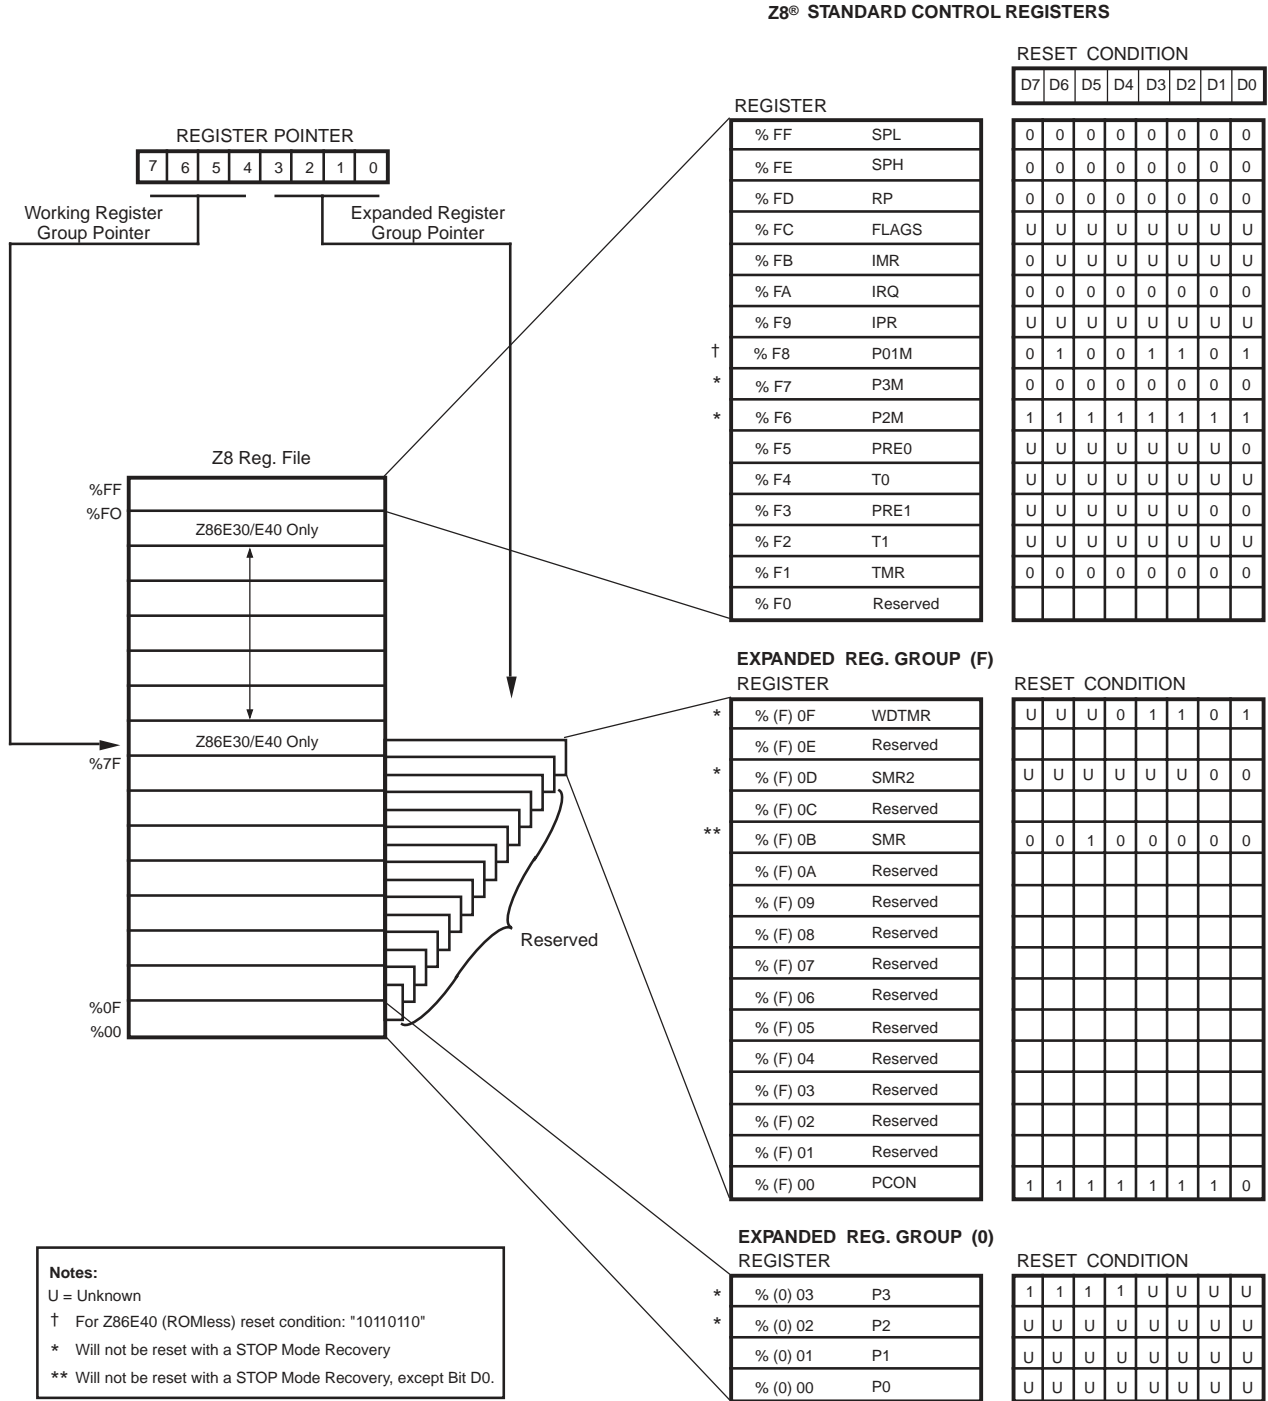 Z8® STANDARD CONTROL REGISTERS
RESET CONDITION
D7 D6 D5 D4 D3 D2 D1 D0
REGISTER
% FF SPL 0 0 0 0 0 0 0 0
% FE SPH 0 0 0 0 0 0 0 0
% FD RP 0 0 0 0 0 0 0 0
% FC FLAGS U U U U U U U U
% FB IMR 0 U U U U U U U
% FA IRQ 0 0 0 0 0 0 0 0
% F9 IPR U U U U U U U U
† % F8 P01M 0 1 0 0 1 1 0 1
* % F7 P3M 0 0 0 0 0 0 0 0
* % F6 P2M 1 1 1 1 1 1 1 1
% F5 PRE0 U U U U U U U 0
% F4 T0 U U U U U U U U
% F3 PRE1 U U U U U U 0 0
% F2 T1 U U U U U U U U
% F1 TMR 0 0 0 0 0 0 0 0
% F0 Reserved
REGISTER POINTER
7 6 5 4 3 2 1 0
Working Register
Group Pointer
Expanded Register
Group Pointer
Z8 Reg. File
%FF
%FO
Z86E30/E40 Only
Z86E30/E40 Only
%7F
Reserved
%0F
%00
EXPANDED REG. GROUP (F)
REGISTER
RESET CONDITION
* % (F) 0F WDTMR U U U 0 1 1 0 1
% (F) 0E Reserved
* % (F) 0D SMR2 U U U U U U 0 0
% (F) 0C Reserved
** % (F) 0B SMR 0 0 1 0 0 0 0 0
% (F) 0A Reserved
% (F) 09 Reserved
% (F) 08 Reserved
% (F) 07 Reserved
% (F) 06 Reserved
% (F) 05 Reserved
% (F) 04 Reserved
% (F) 03 Reserved
% (F) 02 Reserved
% (F) 01 Reserved
% (F) 00 PCON 1 1 1 1 1 1 1 0
EXPANDED REG. GROUP (0)
REGISTER
RESET CONDITION
* % (0) 03 P3 1 1 1 1 U U U U
* % (0) 02 P2 U U U U U U U U
% (0) 01 P1 U U U U U U U U
% (0) 00 P0 U U U U U U U U
Notes:
U = Unknown
† For Z86E40 (ROMless) reset condition: "10110110"
* Will not be reset with a STOP Mode Recovery
** Will not be reset with a STOP Mode Recovery, except Bit D0.